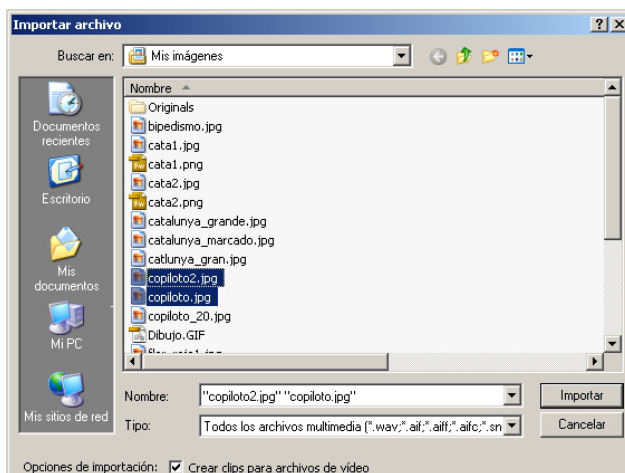 Importar archivo
Buscar en: Mis imágenes
Nombre
Originals
bipedismo.jpg
cata1.jpg
cata1.png
cata2.jpg
cata2.png
catalunya_grande.jpg
catalunya_marcado.jpg
catlunya_gran.jpg
copiloto2.jpg
copiloto.jpg
copiloto_20.jpg
Dibujo.GIF
Documentos
recientes
Escritorio
Mis
documentos
Mi PC
Mis sitios de red
Nombre: "copiloto2.jpg" "copiloto.jpg" Importar
Tipo: Todos los archivos multimedia (*.wav;*.aif;*.aiff;*.aifc;*.sn Cancelar
Opciones de importación: Crear clips para archivos de vídeo